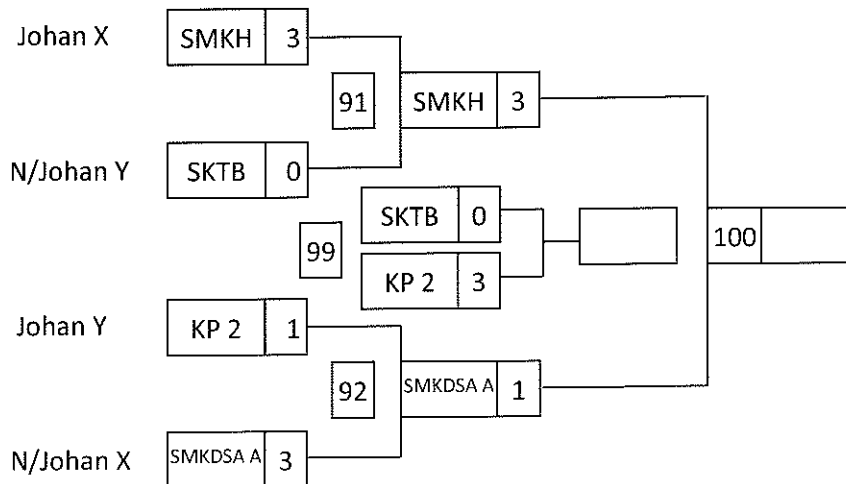 Johan X SMKH 3
91 SMKH 3
N/Johan Y SKTB 0
SKTB 0
99 100
KP 2 3
Johan Y KP 2 1
92 SMKDSA A 1
N/Johan X SMKDSA A 3